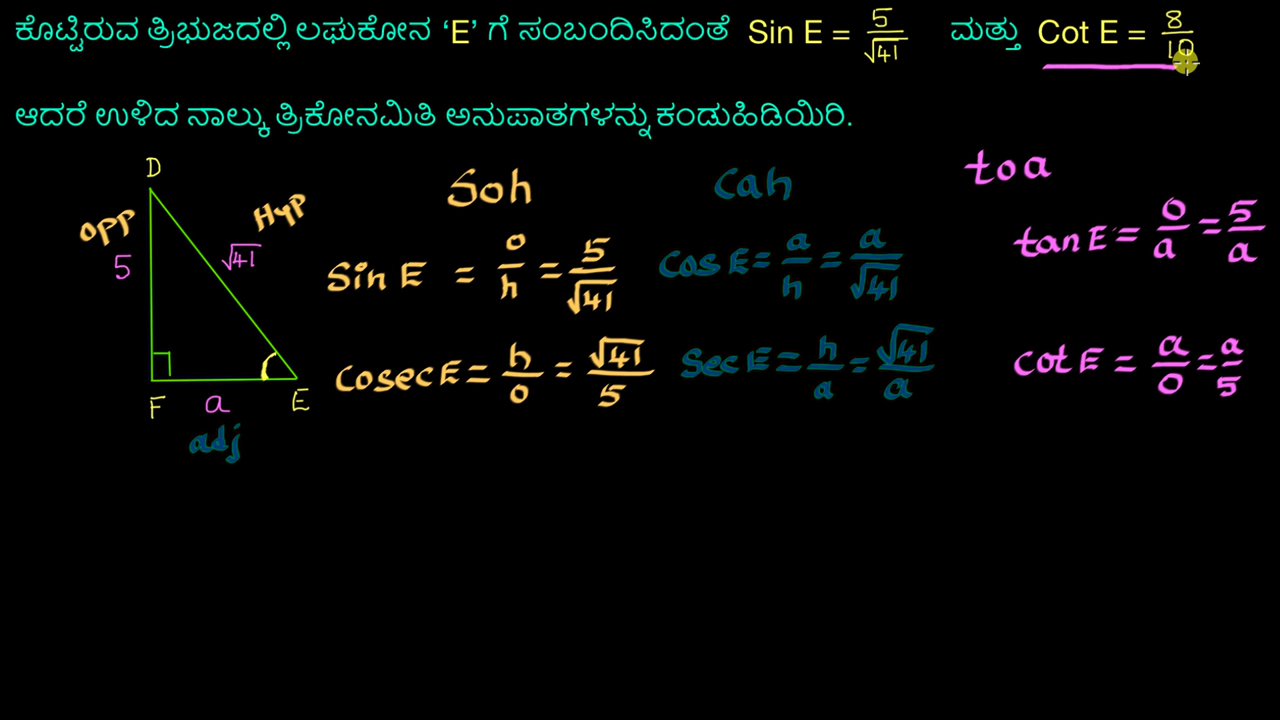 ಕೊಟ್ಟಿರುವ ತ್ರಿಭುಜದಲ್ಲಿ ಲಘುಕೋನ ‘E’ ಗೆ ಸಂಬಂದಿಸಿದಂತೆ Sin E = 5/√41 ಮತ್ತು Cot E = 8/10
ಆದರೆ ಉಳಿದ ನಾಲ್ಕು ತ್ರಿಕೋನಮಿತಿ ಅನುಪಾತಗಳನ್ನು ಕಂಡುಹಿಡಿಯಿರಿ.
D
Opp
5
Hyp
√41
F
a
E
adj
Soh
Sin E = o/h = 5/√41
Cosec E = h/o = √41/5
Cah
Cos E = a/h = a/√41
Sec E = h/a = √41/a
toa
tan E = o/a = 5/a
Cot E = a/o = a/5